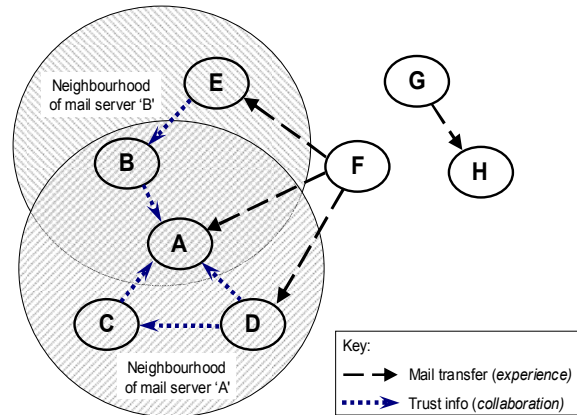 Neighbourhood
of mail server 'B'
E
G
B
F
H
A
C
D
Neighbourhood
of mail server 'A'
Key:
Mail transfer (experience)
Trust info (collaboration)